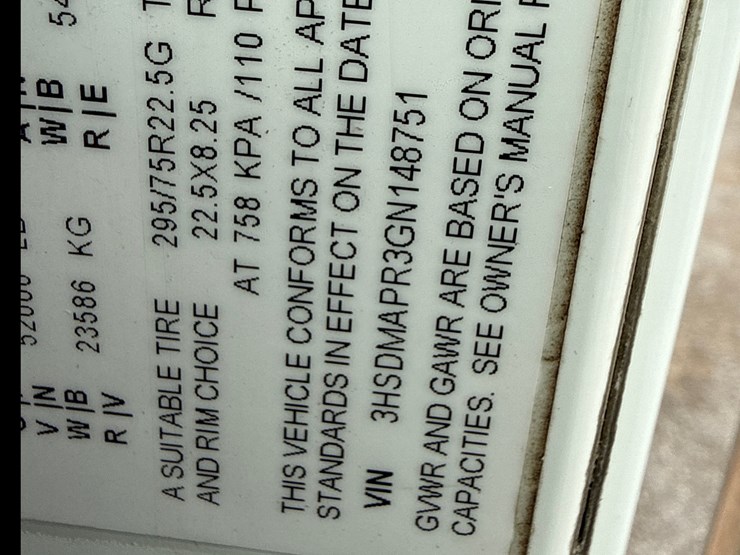 V|N
W|B 23586 KG W|B 54
R|V R|E
A SUITABLE TIRE 295/75R22.5G
AND RIM CHOICE 22.5X8.25 R
AT 758 KPA /110
THIS VEHICLE CONFORMS TO ALL AP
STANDARDS IN EFFECT ON THE DATE
VIN 3HSDMAPR3GN148751
GVWR AND GAWR ARE BASED ON ORI
CAPACITIES. SEE OWNER'S MANUAL